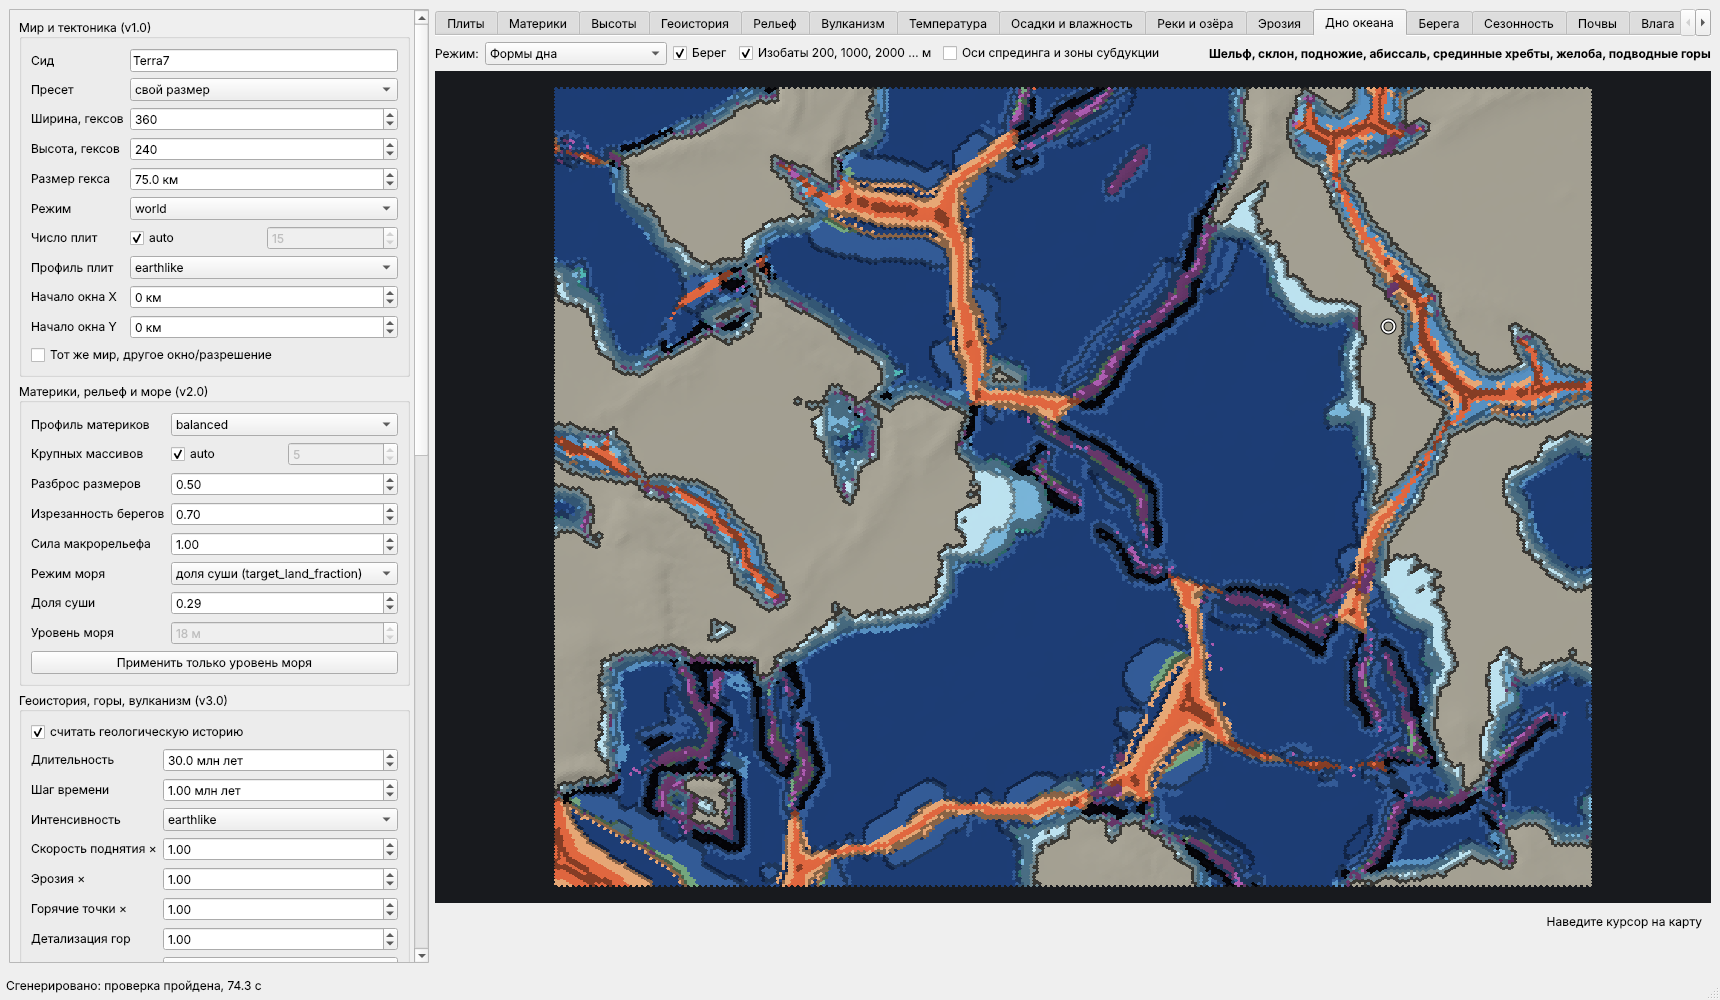 Мир и тектоника (v1.0)
Сид Terra7
Пресет свой размер
Ширина, гексов 360
Высота, гексов 240
Размер гекса 75.0 км
Режим world
Число плит auto 15
Профиль плит earthlike
Начало окна X 0 км
Начало окна Y 0 км
Тот же мир, другое окно/разрешение
Материки, рельеф и море (v2.0)
Профиль материков balanced
Крупных массивов auto 5
Разброс размеров 0.50
Изрезанность берегов 0.70
Сила макрорельефа 1.00
Режим моря доля суши (target_land_fraction)
Доля суши 0.29
Уровень моря 18 м
Применить только уровень моря
Геоистория, горы, вулканизм (v3.0)
считать геологическую историю
Длительность 30.0 млн лет
Шаг времени 1.00 млн лет
Интенсивность earthlike
Скорость поднятия × 1.00
Эрозия × 1.00
Горячие точки × 1.00
Детализация гор 1.00
Плиты Материки Высоты Геоистория Рельеф Вулканизм Температура Осадки и влажность Реки и озёра Эрозия Дно океана Берега Сезонность Почвы Влага
Режим: Формы дна Берег Изобаты 200, 1000, 2000 ... м Оси спрединга и зоны субдукции Шельф, склон, подножие, абиссаль, срединные хребты, желоба, подводные горы
Наведите курсор на карту
Сгенерировано: проверка пройдена, 74.3 с